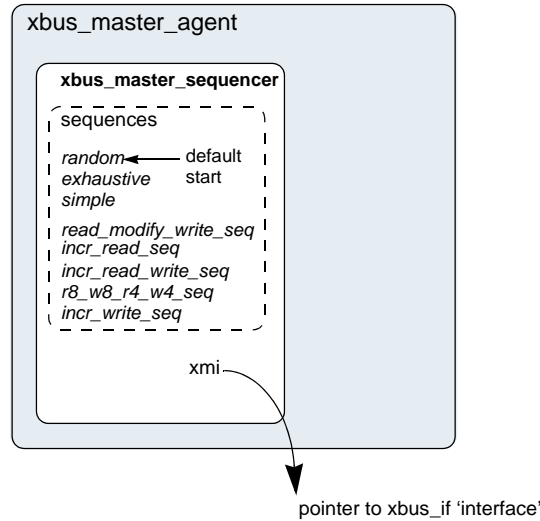 xbus_master_agent
xbus_master_sequencer
sequences
random default
exhaustive start
simple
read_modify_write_seq
incr_read_seq
incr_read_write_seq
r8_w8_r4_w4_seq
incr_write_seq
xmi
pointer to xbus_if ‘interface’